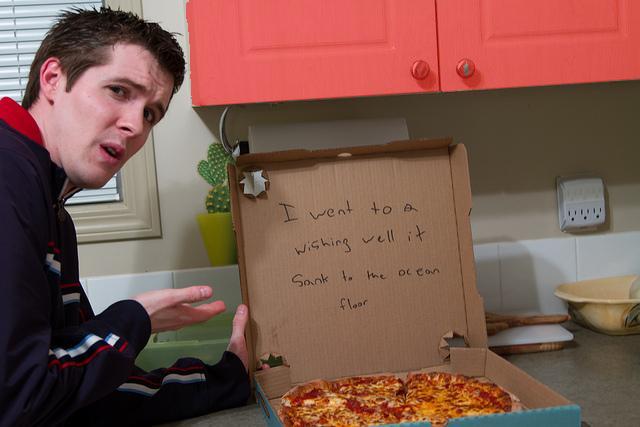 I went to a
wishing well it
Sank to the ocean
floor